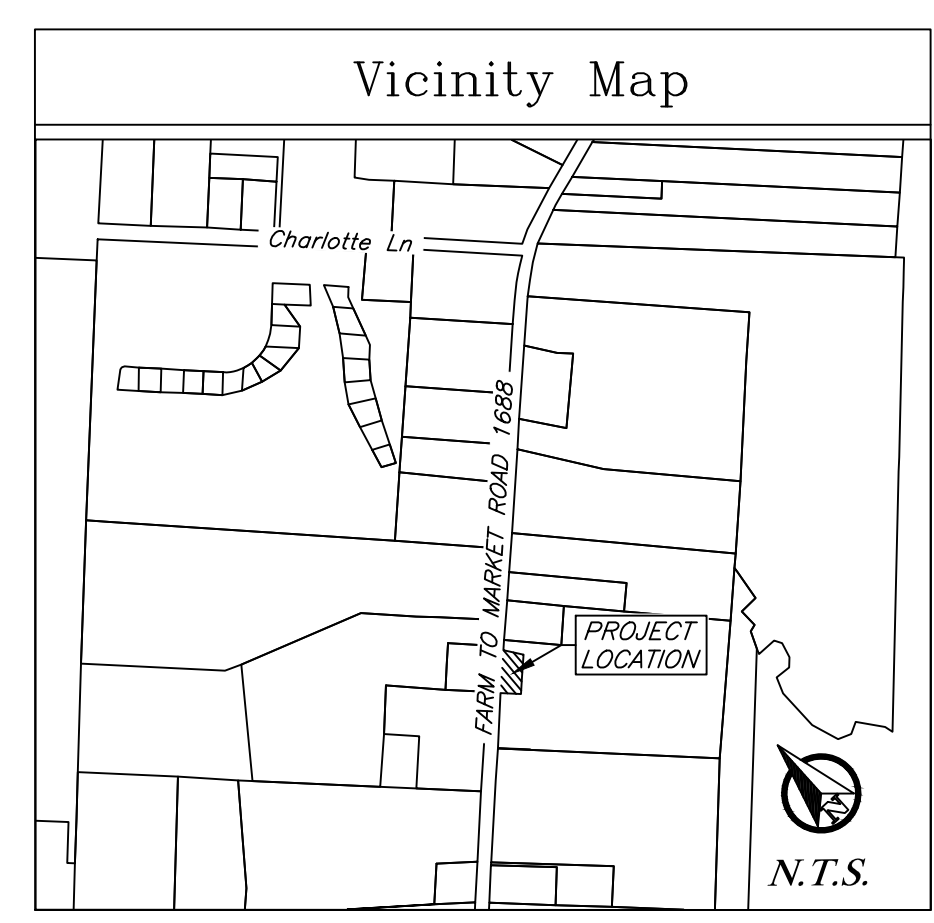 Vicinity Map
Charlotte Ln
FARM TO MARKET ROAD 1688
PROJECT
LOCATION
N
N.T.S.